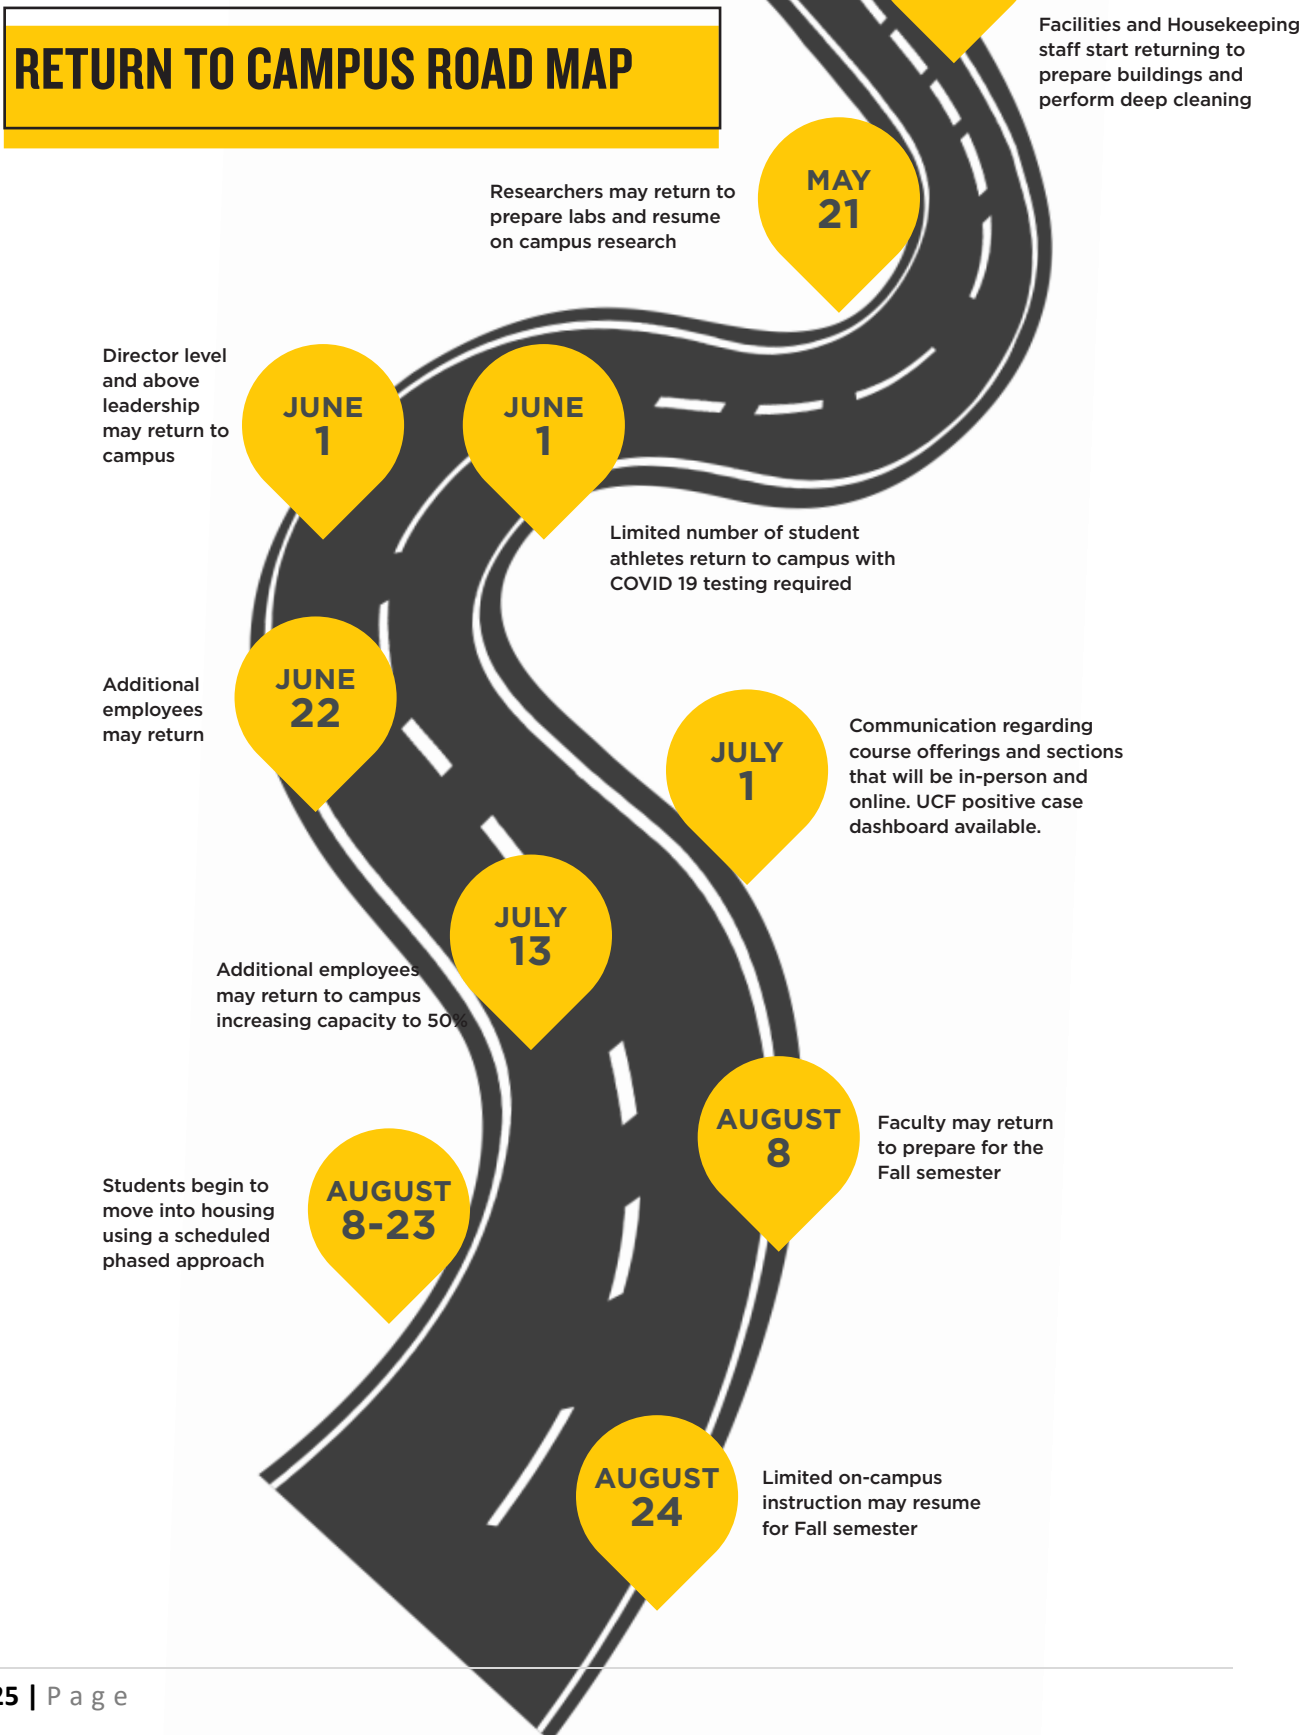 RETURN TO CAMPUS ROAD MAP
Facilities and Housekeeping
staff start returning to
prepare buildings and
perform deep cleaning
MAY
21
Researchers may return to
prepare labs and resume
on campus research
Director level
and above
leadership
may return to
campus
JUNE
1
JUNE
1
Limited number of student
athletes return to campus with
COVID 19 testing required
Additional
employees
may return
JUNE
22
JULY
1
Communication regarding
course offerings and sections
that will be in-person and
online. UCF positive case
dashboard available.
JULY
13
Additional employees
may return to campus
increasing capacity to 50%
AUGUST
8
Faculty may return
to prepare for the
Fall semester
Students begin to
move into housing
using a scheduled
phased approach
AUGUST
8-23
AUGUST
24
Limited on-campus
instruction may resume
for Fall semester
25 | Page